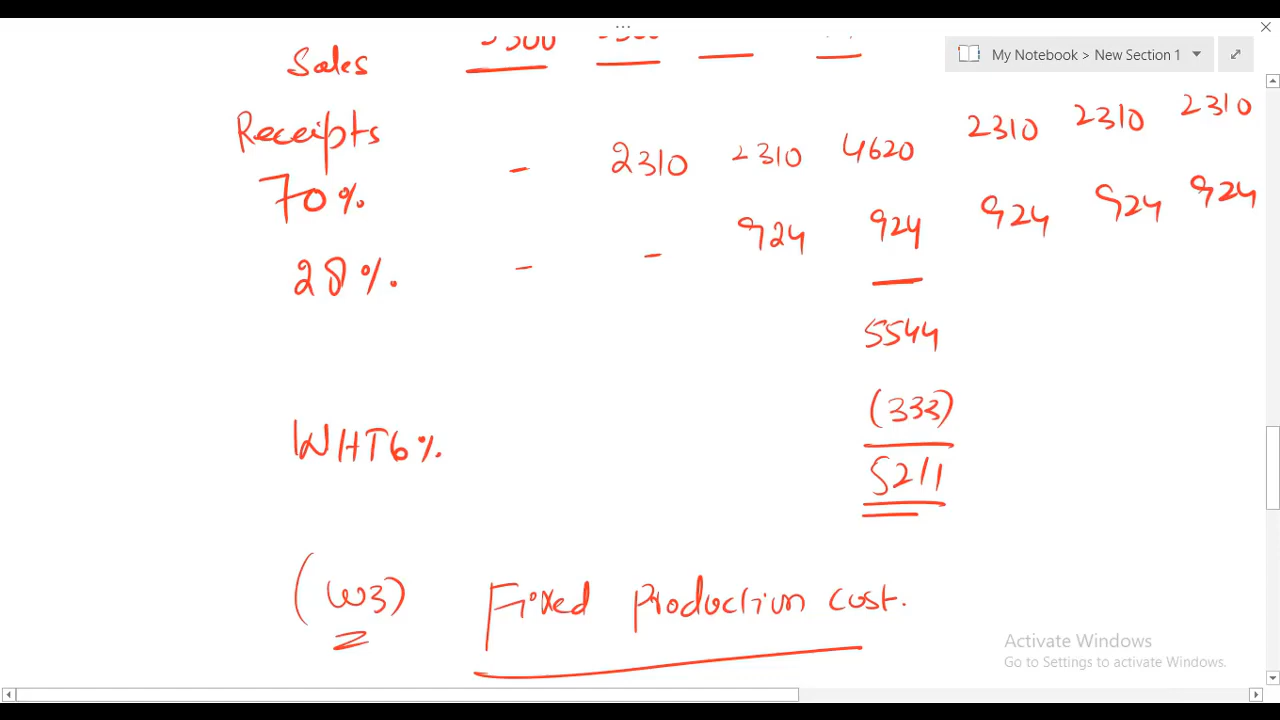 My Notebook > New Section 1
Sales 3300
Receipts
70% - 2310 2310 4620 2310 2310 2310
28% - - 924 924 924 924 924
5544
(333)
WHT6%
5211
(W3) Fixed Production cost.
Activate Windows
Go to Settings to activate Windows.